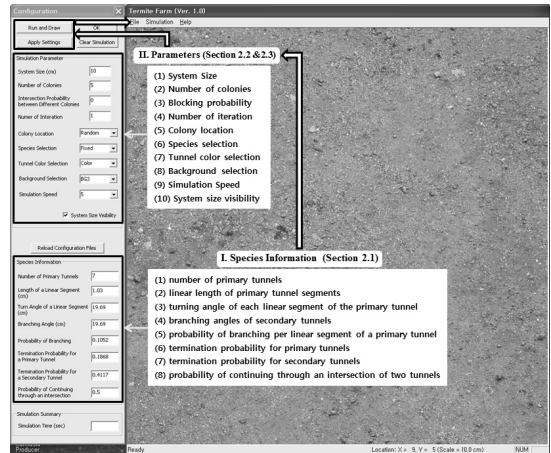 Configuration
Run and Draw
OK
Apply Settings
Clear Simulation
Simulation Parameter
System Size (cm)
10
Number of Colonies
5
Intersection Probability
between Different Colonies
0
Numer of Interation
1
Colony Location
Random
Species Selection
Fixed
Tunnel Color Selection
Color
Background Selection
BG3
Simulation Speed
5
System Size Visibility
Reload Configuration Files
Species Information
Number of Primary Tunnels
7
Length of a Linear Segment
(cm)
1.03
Turn Angle of a Linear Segment
(cm)
19.69
Branching Angle (cm)
19.69
Probability of Branching
0.1052
Termination Probability for
a Primary Tunnel
0.1868
Termination Probability for
a Secondary Tunnel
0.4117
Probability of Continuing
through an intersection
0.5
Simulation Summary
Simulation Time (sec)
Producer
Termite Farm (Ver. 1.0)
File Simulation Help
II. Parameters (Section 2.2 &2.3)
(1) System Size
(2) Number of colonies
(3) Blocking probability
(4) Number of iteration
(5) Colony location
(6) Species selection
(7) Tunnel color selection
(8) Background selection
(9) Simulation Speed
(10) System size visibility
I. Species Information (Section 2.1)
(1) number of primary tunnels
(2) linear length of primary tunnel segments
(3) turning angle of each linear segment of the primary tunnel
(4) branching angles of secondary tunnels
(5) probability of branching per linear segment of a primary tunnel
(6) termination probability for primary tunnels
(7) termination probability for secondary tunnels
(8) probability of continuing through an intersection of two tunnels
Ready
Location: X = 9, Y = 5 (Scale = 10.0 cm)
NUM